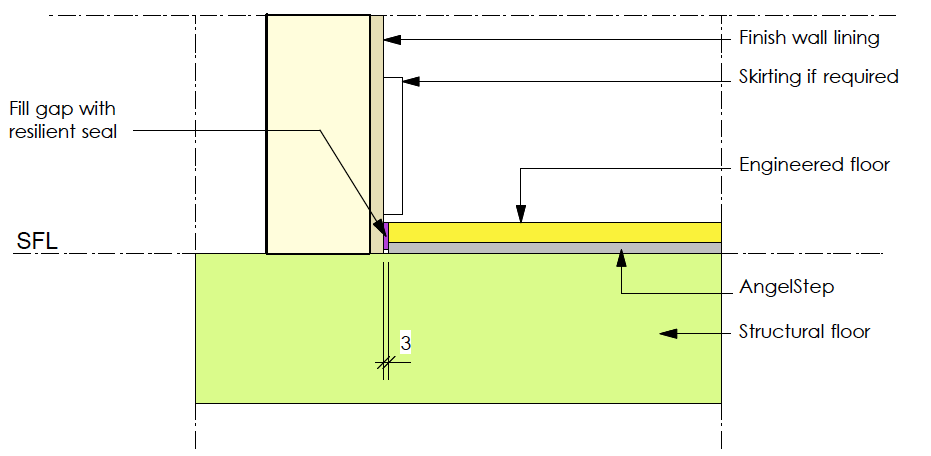 Finish wall lining
Skirting if required
Fill gap with
resilient seal
Engineered floor
SFL
AngelStep
Structural floor
3